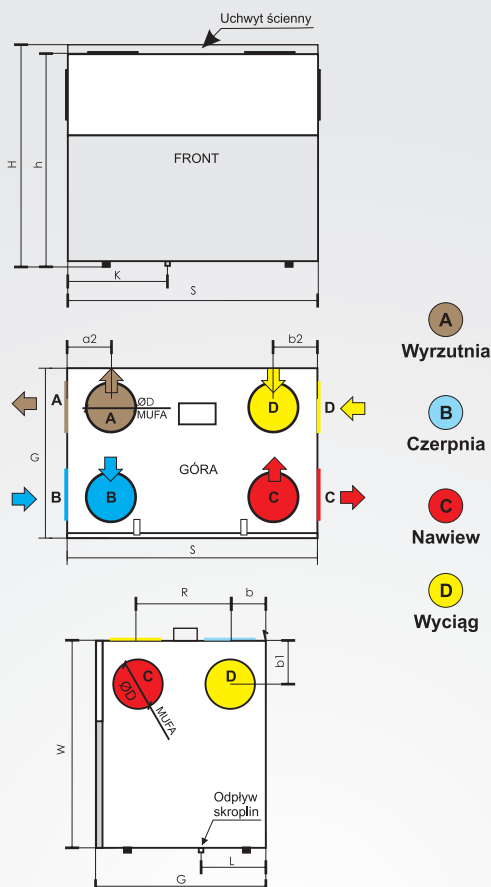 Uchwyt ścienny
H
h
FRONT
K
S
a2
b2
A
A
ØD
MUFA
D
D
G
GÓRA
B
B
C
C
S
R
b
b1
W
C
ØD
MUFA
D
Odpływ
skroplin
L
G
A
Wyrzutnia
B
Czerpnia
C
Nawiew
D
Wyciąg